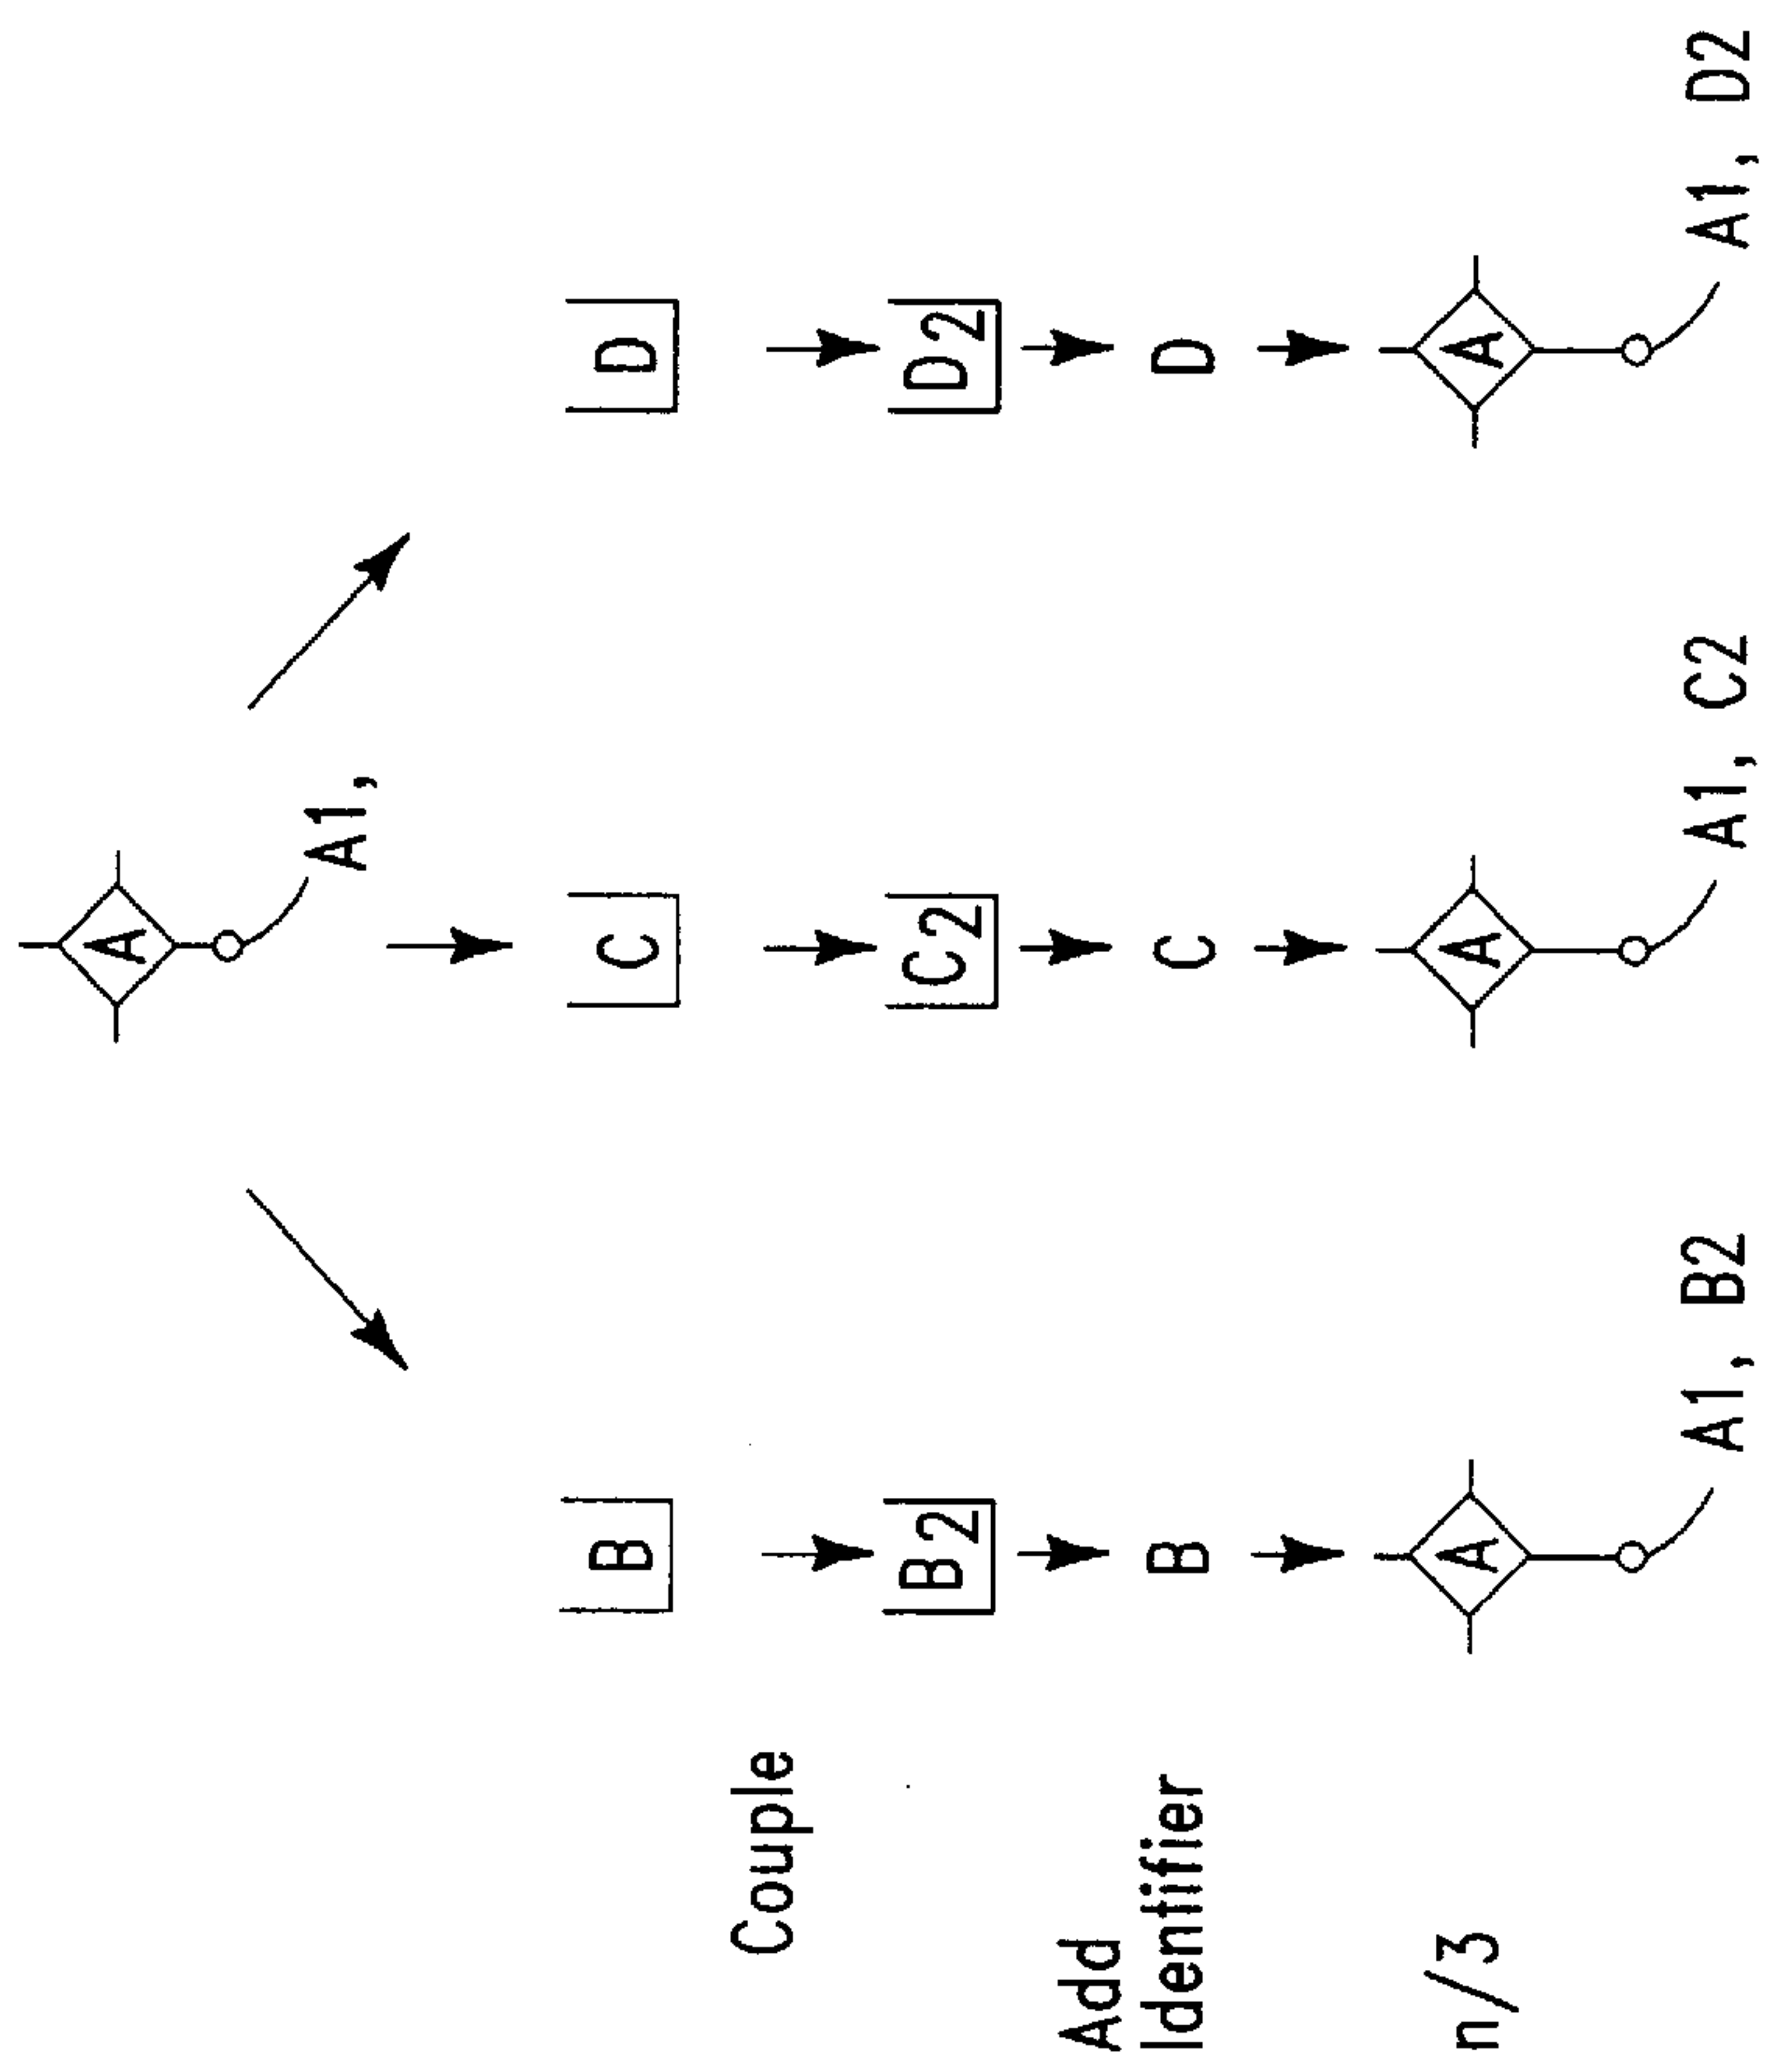 A
A1,
B C D
Couple
B2 C2 D2
Add
Identifier B C D
n/3 A A A
A1, B2 A1, C2 A1, D2